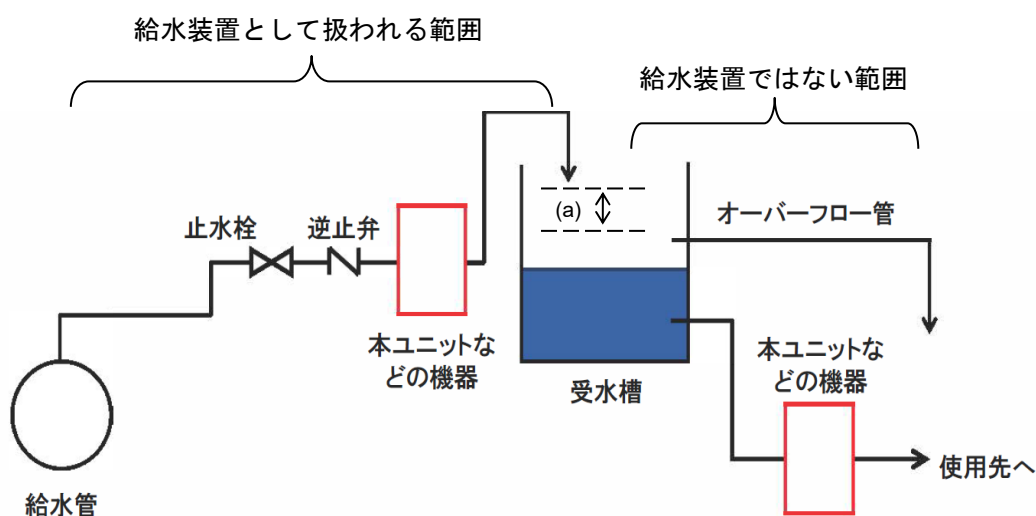 給水装置として扱われる範囲
給水装置ではない範囲
(a)
オーバーフロー管
止水栓
逆止弁
本ユニットな
どの機器
受水槽
本ユニットな
どの機器
使用先へ
給水管